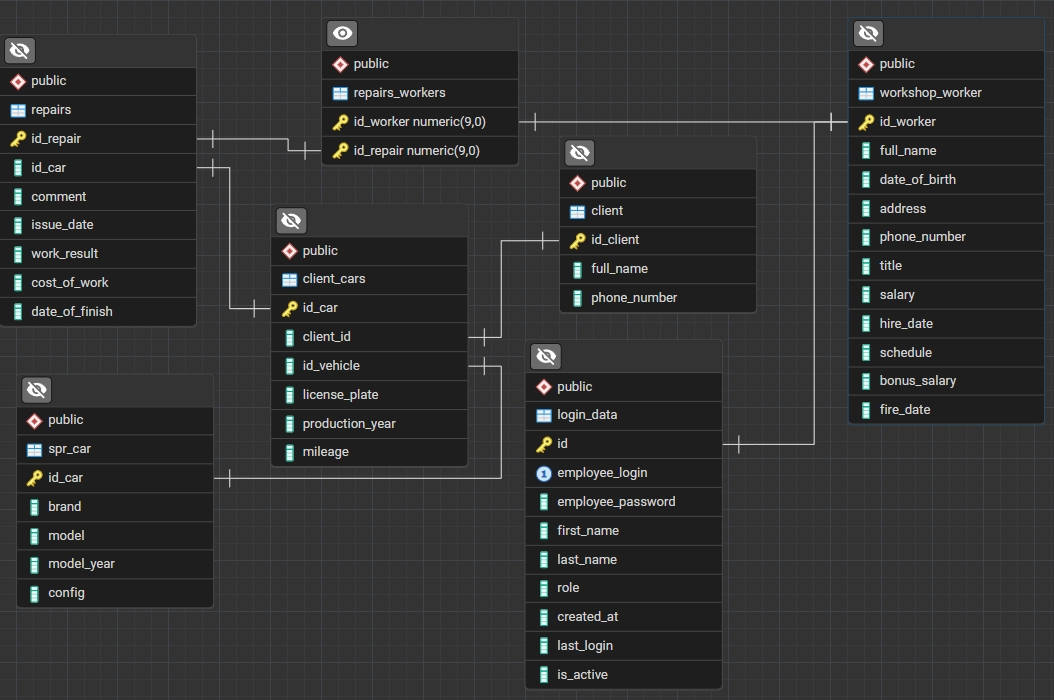 public
repairs
id_repair
id_car
comment
issue_date
work_result
cost_of_work
date_of_finish
public
repairs_workers
id_worker numeric(9,0)
id_repair numeric(9,0)
public
workshop_worker
id_worker
full_name
date_of_birth
address
phone_number
title
salary
hire_date
schedule
bonus_salary
fire_date
public
client
id_client
full_name
phone_number
public
client_cars
id_car
client_id
id_vehicle
license_plate
production_year
mileage
public
spr_car
id_car
brand
model
model_year
config
public
login_data
id
1 employee_login
employee_password
first_name
last_name
role
created_at
last_login
is_active